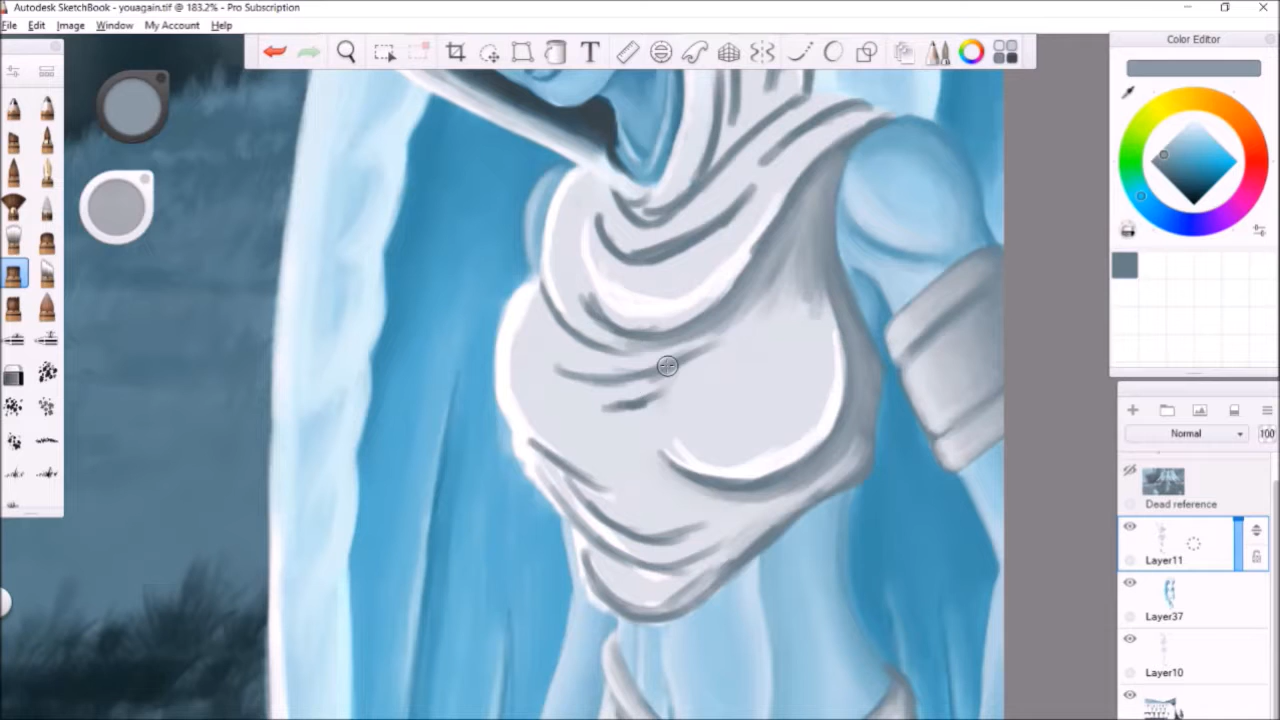 Autodesk SketchBook - youagain.tif @ 183.2% - Pro Subscription
File Edit Image Window My Account Help
T
Color Editor
Normal
100
Dead reference
Layer11
Layer37
Layer10